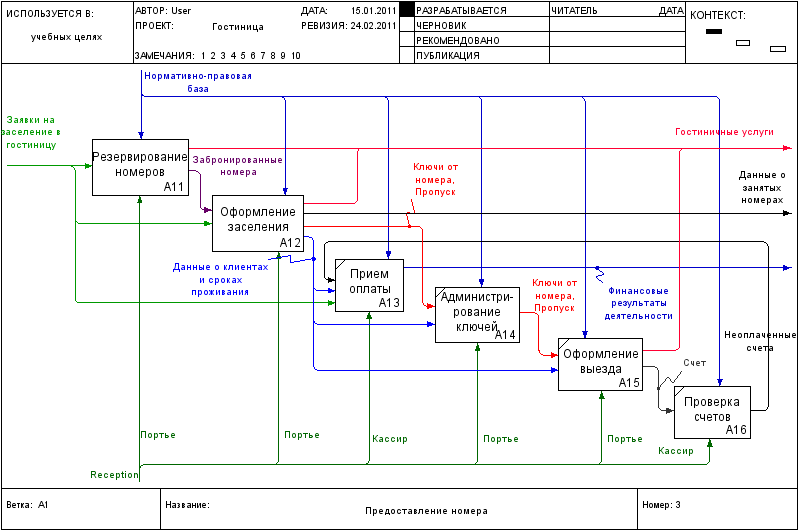 ИСПОЛЬЗУЕТСЯ В:
учебных целях
АВТОР: User
ДАТА: 15.01.2011
ПРОЕКТ: Гостиница
РЕВИЗИЯ: 24.02.2011
ЗАМЕЧАНИЯ: 1 2 3 4 5 6 7 8 9 10
РАЗРАБАТЫВАЕТСЯ
ЧЕРНОВИК
РЕКОМЕНДОВАНО
ПУБЛИКАЦИЯ
ЧИТАТЕЛЬ ДАТА
КОНТЕКСТ:
Нормативно-правовая
база
Заявки на
заселение в
гостиницу
Резервирование
номеров
A11
Забронированные
номера
Гостиничные услуги
Ключи от
номера,
Пропуск
Данные о
занятых
номерах
Оформление
заселения
A12
Данные о клиентах
и сроках
проживания
Прием
оплаты
A13
Администри-
рование
ключей
A14
Ключи от
номера,
Пропуск
Финансовые
результаты
деятельности
Неоплаченные
счета
Оформление
выезда
A15
Счет
Проверка
счетов
A16
Портье
Портье
Кассир
Портье
Портье
Кассир
Reception
Ветка: A1
Название:
Предоставление номера
Номер: 3